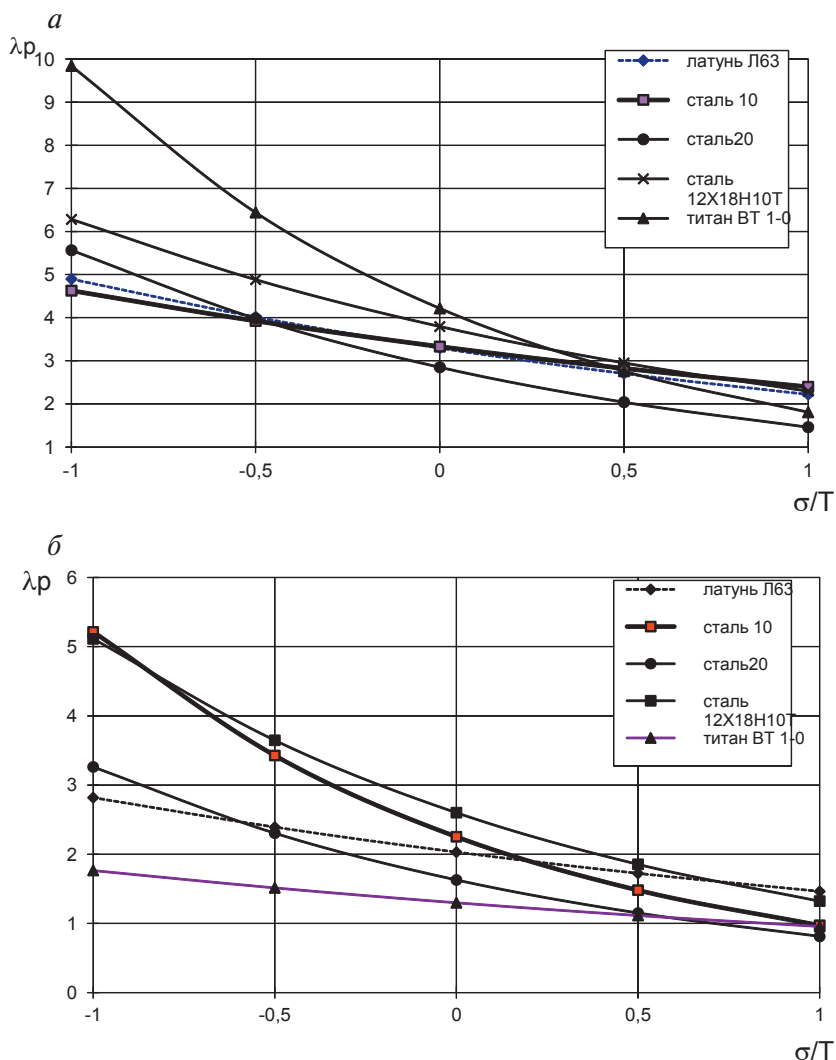 а
λр
10
9
8
7
6
5
4
3
2
1
-1
-0,5
0
0,5
1
σ/T
латунь Л63
сталь 10
сталь20
сталь
12Х18Н10Т
титан ВТ 1-0
б
λр
6
5
4
3
2
1
0
-1
-0,5
0
0,5
1
σ/T
латунь Л63
сталь 10
сталь20
сталь
12Х18Н10Т
титан ВТ 1-0